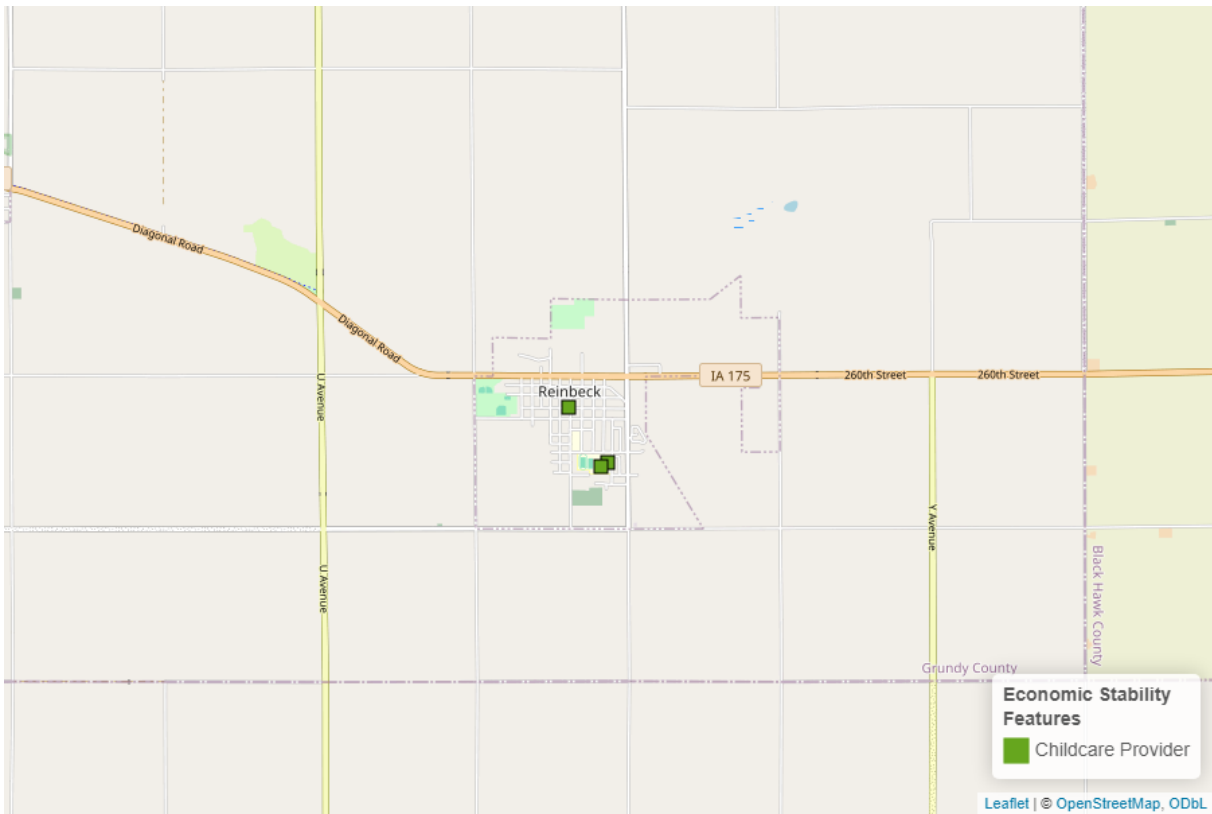 Diagonal Road
Diagonal Road
U Avenue
IA 175
260th Street
260th Street
Reinbeck
Y Avenue
U Avenue
Black Hawk County
Grundy County
Economic Stability
Features
Childcare Provider
Leaflet | © OpenStreetMap, ODbL